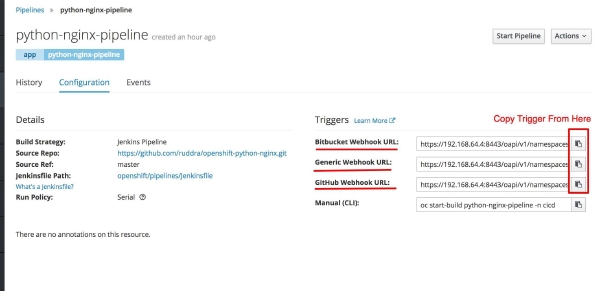 Pipelines » python-nginx-pipeline
python-nginx-pipeline created an hour ago
Start Pipeline
Actions
app python-nginx-pipeline
History Configuration Events
Details
Build Strategy: Jenkins Pipeline
Source Repo: https://github.com/ruddra/openshift-python-nginx.git
Source Ref: master
Jenkinsfile Path: openshift/pipelines/Jenkinsfile
What's a Jenkinsfile?
Run Policy: Serial
There are no annotations on this resource.
Triggers Learn More
Copy Trigger From Here
Bitbucket Webhook URL: https://192.168.64.4:8443/oapi/v1/namespaces
Generic Webhook URL: https://192.168.64.4:8443/oapi/v1/namespaces
GitHub Webhook URL: https://192.168.64.4:8443/oapi/v1/namespaces
Manual (CLI): oc start-build python-nginx-pipeline -n cicd